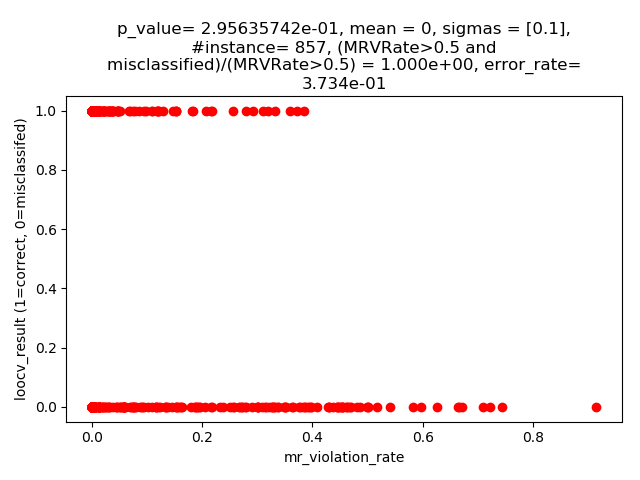 p_value= 2.95635742e-01, mean = 0, sigmas = [0.1],
#instance= 857, (MRVRate>0.5 and
misclassified)/(MRVRate>0.5) = 1.000e+00, error_rate=
3.734e-01
1.0
0.8
0.6
0.4
0.2
0.0
loocv_result (1=correct, 0=misclassifed)
0.0 0.2 0.4 0.6 0.8
mr_violation_rate